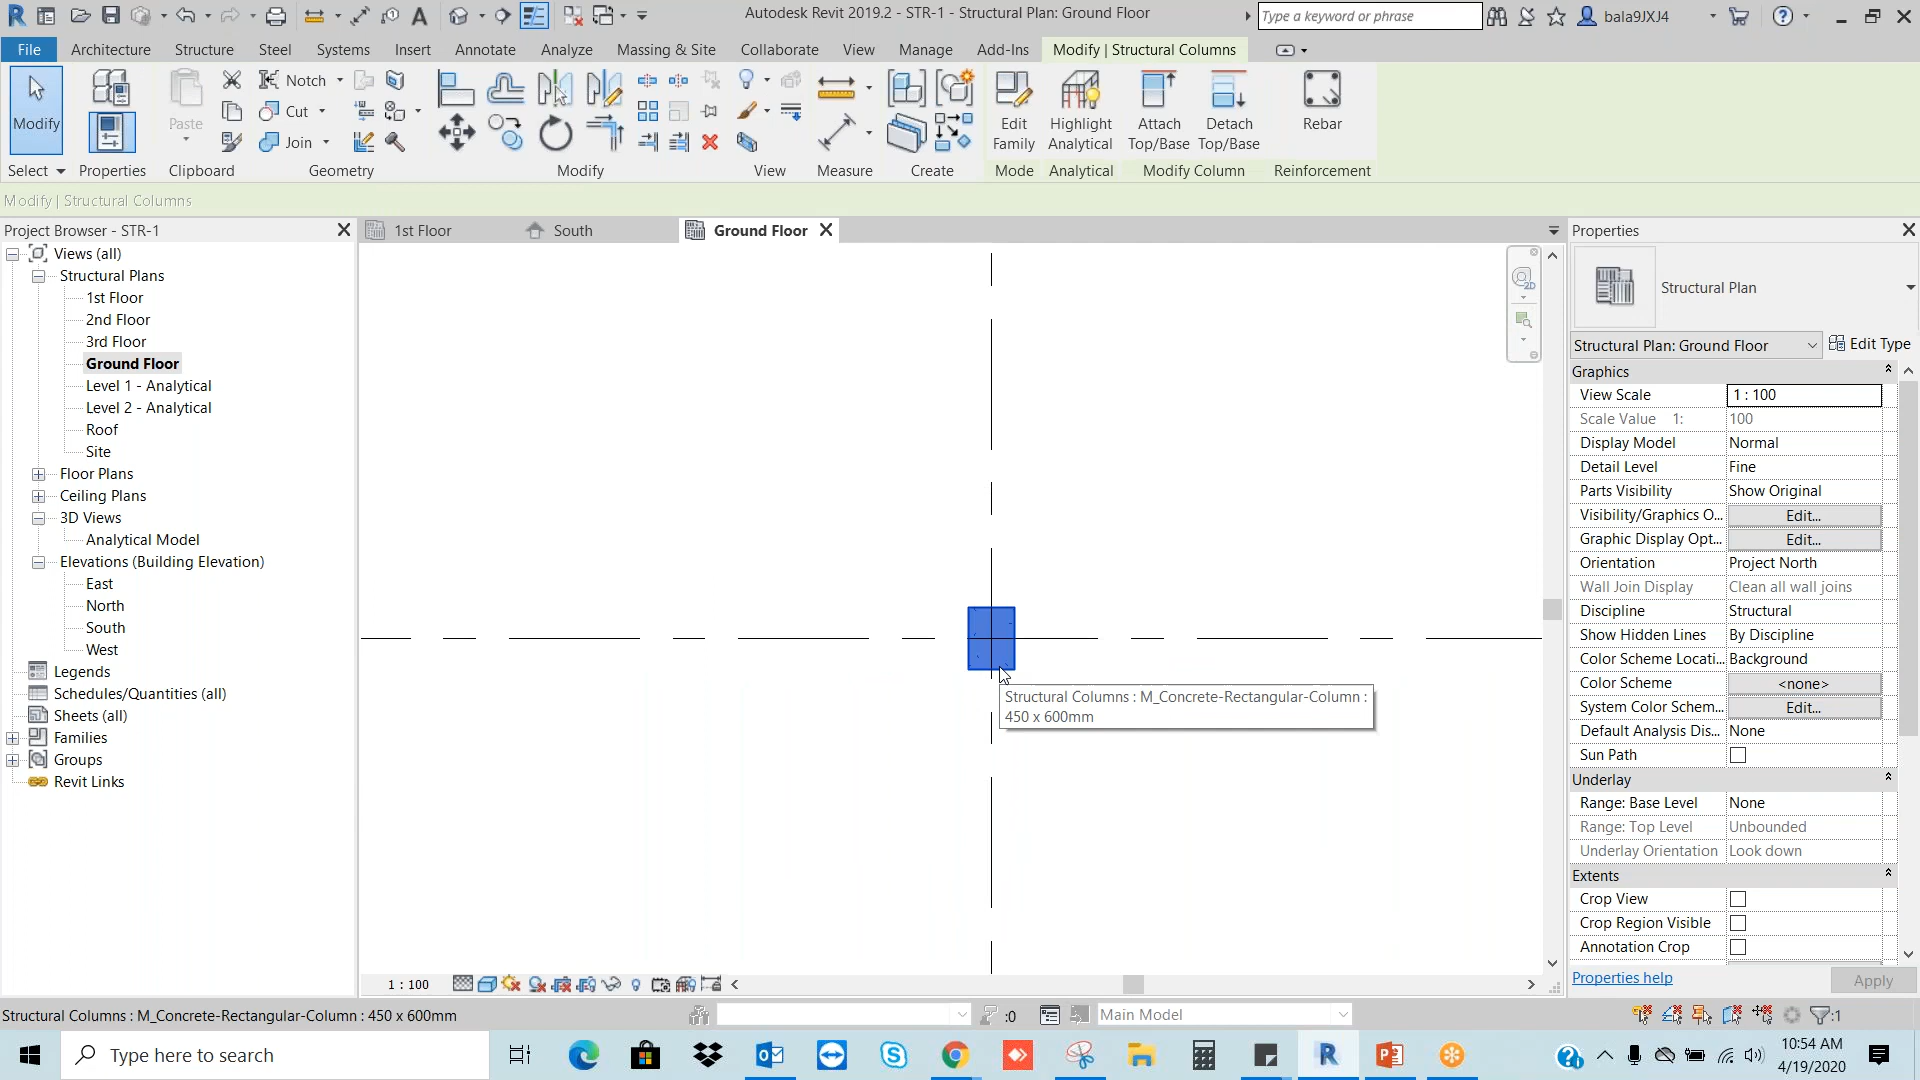 Autodesk Revit 2019.2 - STR-1 - Structural Plan: Ground Floor
Type a keyword or phrase
bala9JXJ4
File
Architecture
Structure
Steel
Systems
Insert
Annotate
Analyze
Massing & Site
Collaborate
View
Manage
Add-Ins
Modify | Structural Columns
Modify
Paste
Notch
Cut
Join
Edit
Family
Highlight
Analytical
Attach
Top/Base
Detach
Top/Base
Rebar
Select
Properties
Clipboard
Geometry
Modify
View
Measure
Create
Mode
Analytical
Modify Column
Reinforcement
Modify | Structural Columns
Project Browser - STR-1
Views (all)
Structural Plans
1st Floor
2nd Floor
3rd Floor
Ground Floor
Level 1 - Analytical
Level 2 - Analytical
Roof
Site
Floor Plans
Ceiling Plans
3D Views
Analytical Model
Elevations (Building Elevation)
East
North
South
West
Legends
Schedules/Quantities (all)
Sheets (all)
Families
Groups
Revit Links
1st Floor
South
Ground Floor
2D
Structural Columns : M_Concrete-Rectangular-Column :
450 x 600mm
Properties
Structural Plan
Structural Plan: Ground Floor
Edit Type
Graphics
View Scale 1 : 100
Scale Value 1: 100
Display Model Normal
Detail Level Fine
Parts Visibility Show Original
Visibility/Graphics O... Edit...
Graphic Display Opt... Edit...
Orientation Project North
Wall Join Display Clean all wall joins
Discipline Structural
Show Hidden Lines By Discipline
Color Scheme Locati... Background
Color Scheme <none>
System Color Schem... Edit...
Default Analysis Dis... None
Sun Path
Underlay
Range: Base Level None
Range: Top Level Unbounded
Underlay Orientation Look down
Extents
Crop View
Crop Region Visible
Annotation Crop
Properties help
Apply
1 : 100
Structural Columns : M_Concrete-Rectangular-Column : 450 x 600mm
:0
Main Model
:1
Type here to search
10:54 AM
4/19/2020